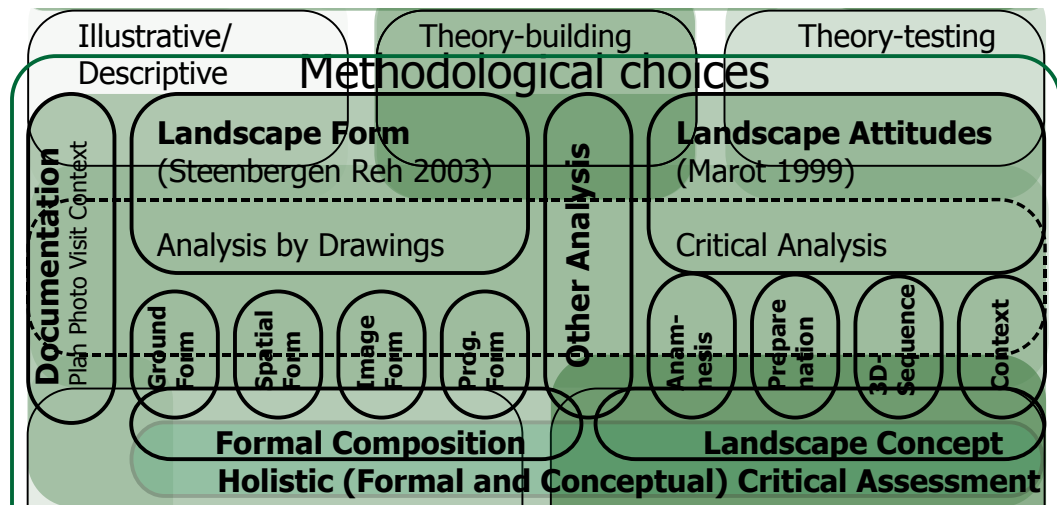 Illustrative/
Descriptive
Theory-building
Theory-testing
Methodological choices
Documentation
Plan Photo Visit Context
Landscape Form
(Steenbergen Reh 2003)
Analysis by Drawings
Other Analysis
Landscape Attitudes
(Marot 1999)
Critical Analysis
Ground
Form
Spatial
Form
Image
Form
Prog.
Form
Anam-
nesis
Prepare
nation
3D-
Sequence
Context
Formal Composition
Landscape Concept
Holistic (Formal and Conceptual) Critical Assessment